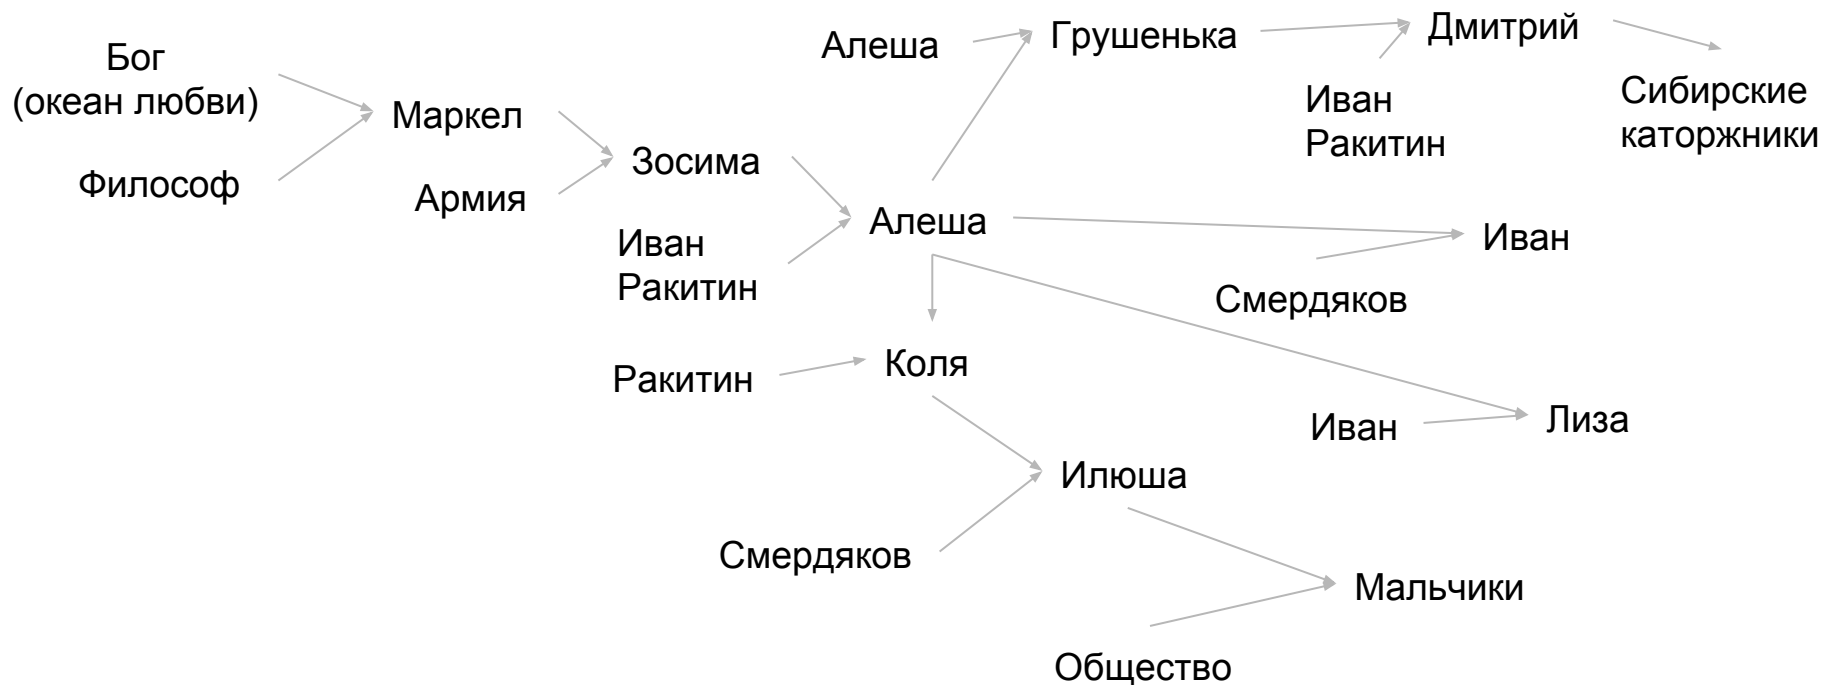 Бог
(океан любви)
Философ
Маркел
Армия
Зосима
Иван
Ракитин
Алеша
Алеша
Грушенька
Дмитрий
Иван
Ракитин
Сибирские
каторжники
Иван
Смердяков
Ракитин
Коля
Иван
Лиза
Илюша
Смердяков
Мальчики
Общество